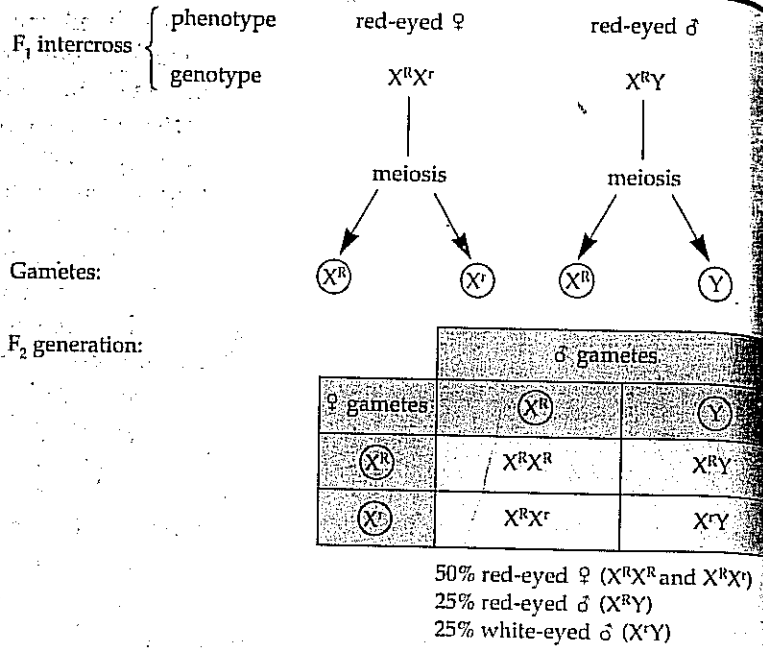 phenotype red-eyed ♀ red-eyed ♂
F₁ intercross
genotype XᴿXʳ XᴿY
meiosis meiosis
Gametes: Xᴿ Xʳ Xᴿ Y
F₂ generation:
♂ gametes
♀ gametes Xᴿ Y
Xᴿ XᴿXᴿ XᴿY
Xʳ XᴿXʳ XʳY
50% red-eyed ♀ (XᴿXᴿ and XᴿXʳ)
25% red-eyed ♂ (XᴿY)
25% white-eyed ♂ (XʳY)